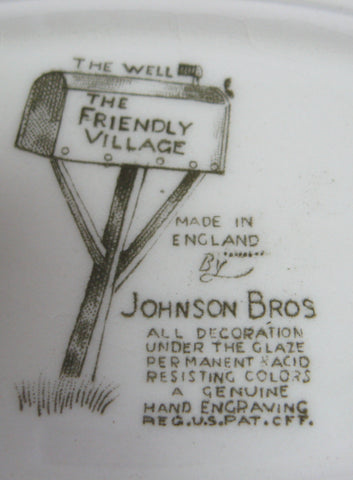 THE WELL
THE
FRIENDLY
VILLAGE
MADE IN
ENGLAND
By
JOHNSON BROS
ALL DECORATION
UNDER THE GLAZE
PERMANENT & ACID
RESISTING COLORS
A GENUINE
HAND ENGRAVING
REG.U.S.PAT.OFF.